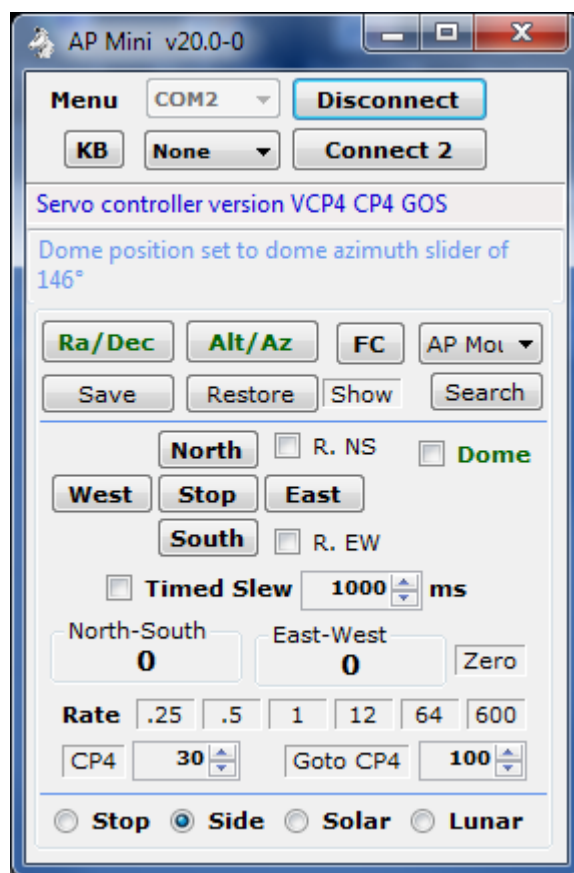 AP Mini v20.0-0
Menu COM2 Disconnect
KB None Connect 2
Servo controller version VCP4 CP4 GOS
Dome position set to dome azimuth slider of
146°
Ra/Dec Alt/Az FC AP Mou
Save Restore Show Search
North R. NS Dome
West Stop East
South R. EW
Timed Slew 1000 ms
North-South East-West
0 0 Zero
Rate .25 .5 1 12 64 600
CP4 30 Goto CP4 100
Stop Side Solar Lunar